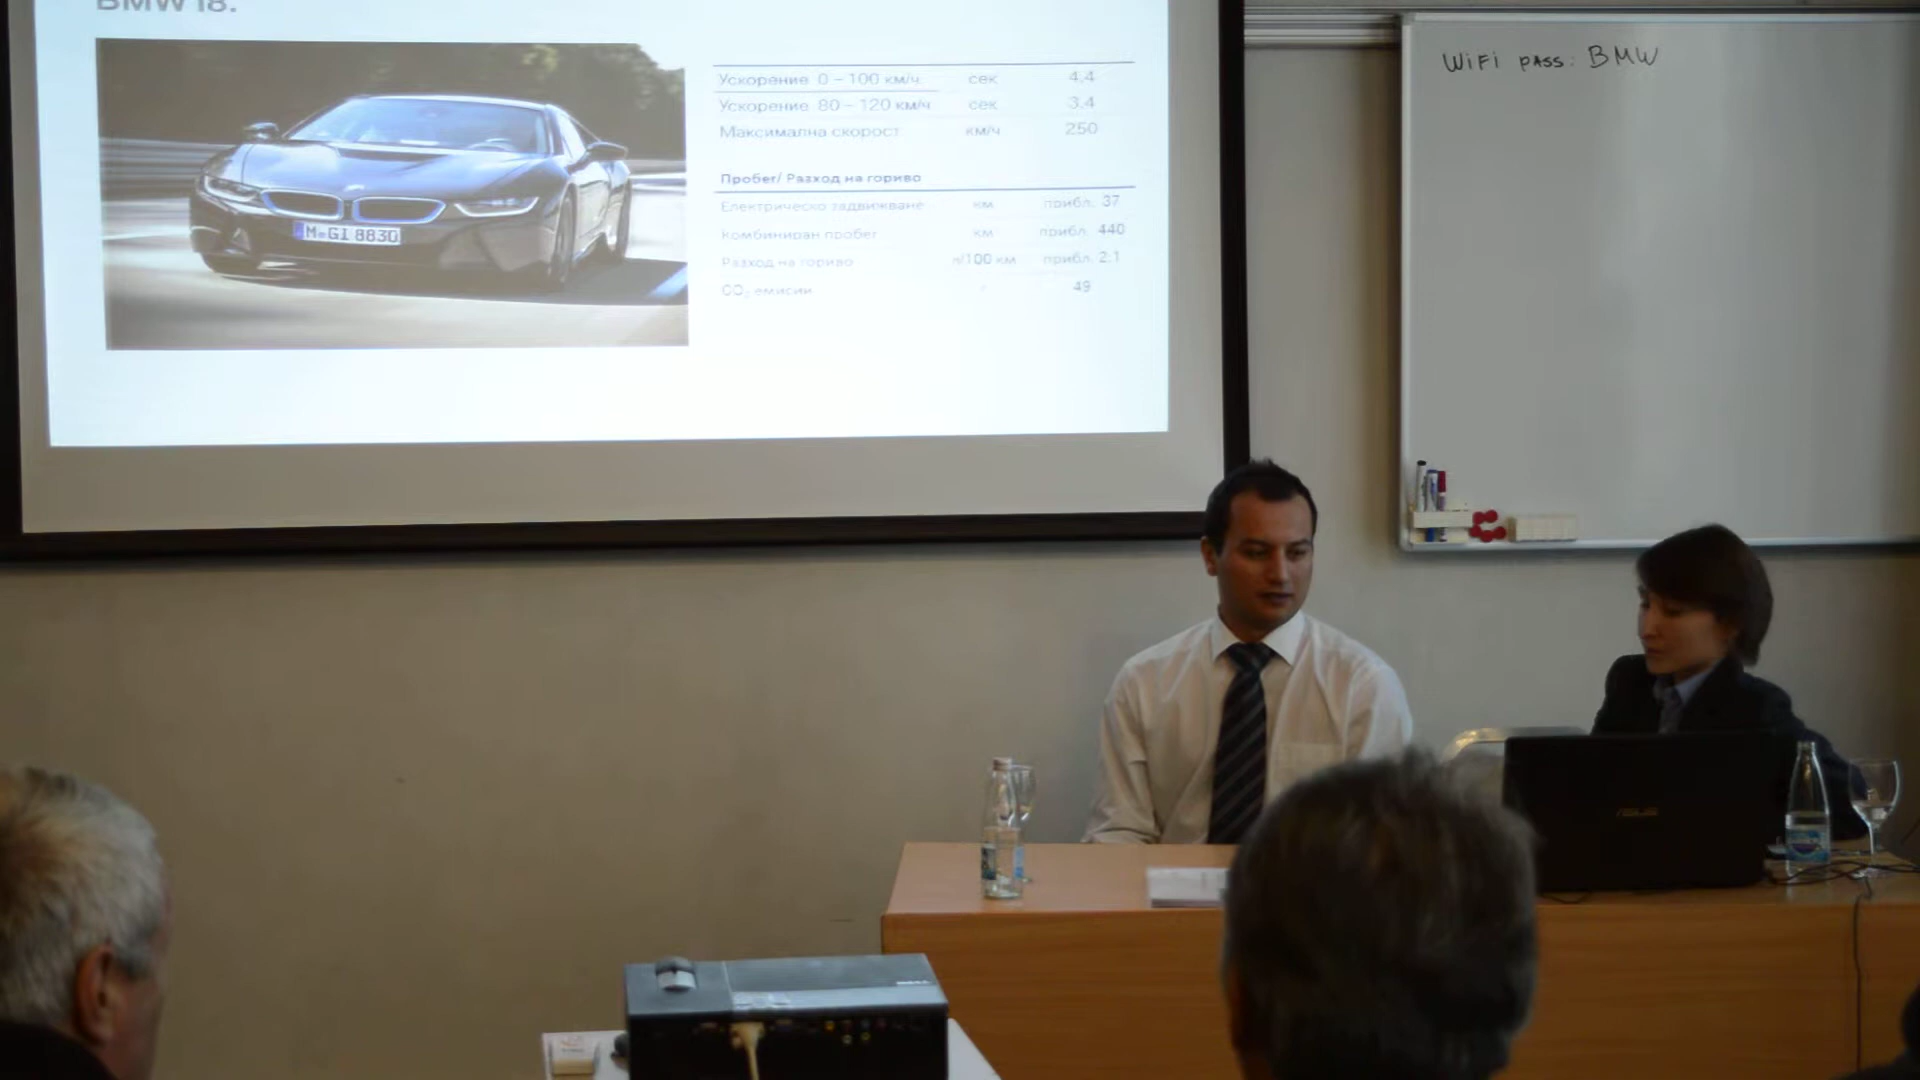 BMW i8.
WiFi pass: BMW
Ускорение 0 – 100 км/ч сек 4.4
Ускорение 80 – 120 км/ч сек 3.4
Максимална скорост км/ч 250
Пробег/ Разход на гориво
Електрическо задвижване км прибл. 37
Комбиниран пробег км прибл. 440
Разход на гориво л/100 км прибл. 2.1
CO₂ емисии 49
M GI 8830
ASUS
DELL